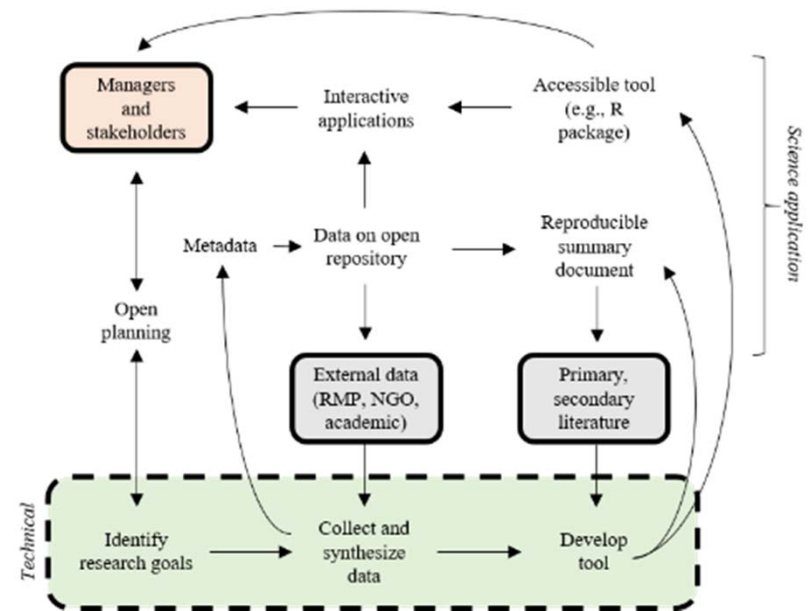 Managers
and
stakeholders
Interactive
applications
Accessible tool
(e.g., R
package)
Science application
Metadata
Data on open
repository
Reproducible
summary
document
Open
planning
External data
(RMP, NGO,
academic)
Primary,
secondary
literature
Technical
Identify
research goals
Collect and
synthesize
data
Develop
tool